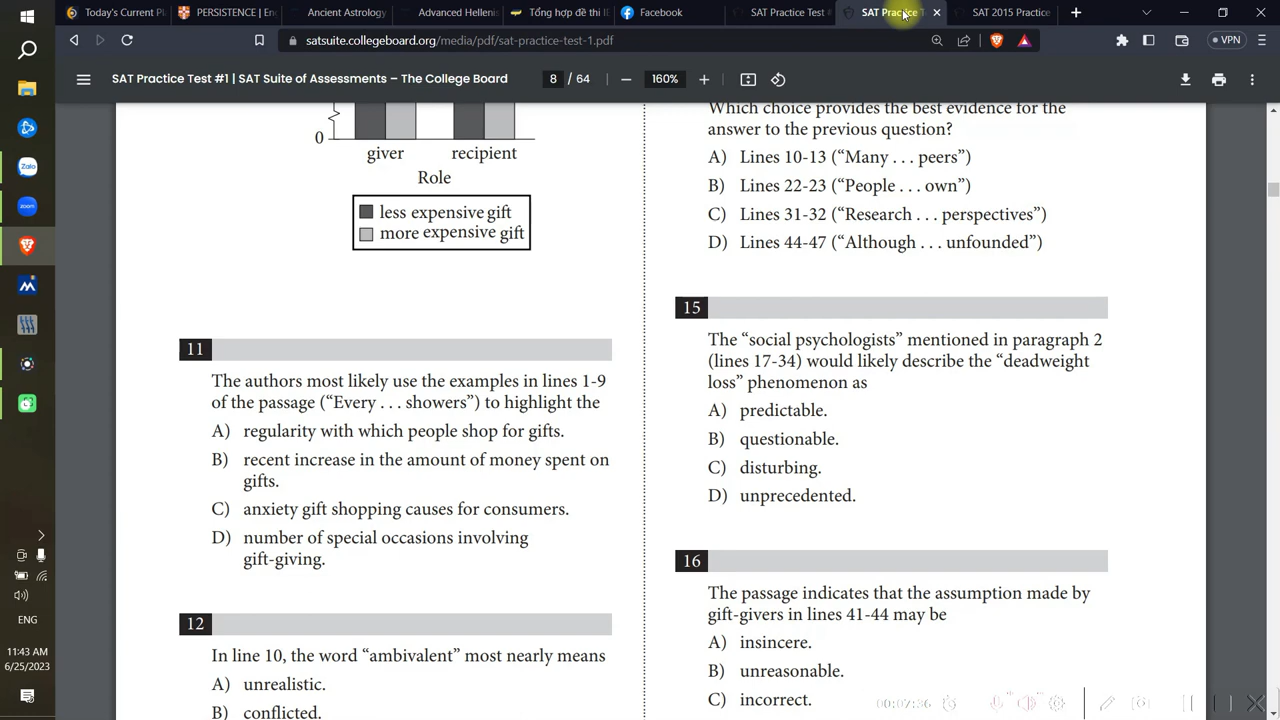 Today's Current Pl
PERSISTENCE | En
Ancient Astrology
Advanced Hellenis
Tổng hợp đề thi IE
Facebook
SAT Practice Test #
SAT Practice T
SAT 2015 Practice
satsuite.collegeboard.org/media/pdf/sat-practice-test-1.pdf
VPN
SAT Practice Test #1 | SAT Suite of Assessments – The College Board
8 / 64
160%
0
giver recipient
Role
less expensive gift
more expensive gift
11
The authors most likely use the examples in lines 1-9
of the passage (“Every . . . showers”) to highlight the
A) regularity with which people shop for gifts.
B) recent increase in the amount of money spent on
gifts.
C) anxiety gift shopping causes for consumers.
D) number of special occasions involving
gift-giving.
12
In line 10, the word “ambivalent” most nearly means
A) unrealistic.
B) conflicted.
Which choice provides the best evidence for the
answer to the previous question?
A) Lines 10-13 (“Many . . . peers”)
B) Lines 22-23 (“People . . . own”)
C) Lines 31-32 (“Research . . . perspectives”)
D) Lines 44-47 (“Although . . . unfounded”)
15
The “social psychologists” mentioned in paragraph 2
(lines 17-34) would likely describe the “deadweight
loss” phenomenon as
A) predictable.
B) questionable.
C) disturbing.
D) unprecedented.
16
The passage indicates that the assumption made by
gift-givers in lines 41-44 may be
A) insincere.
B) unreasonable.
C) incorrect.
Zalo
zoom
ENG
11:43 AM
6/25/2023
00:07:36